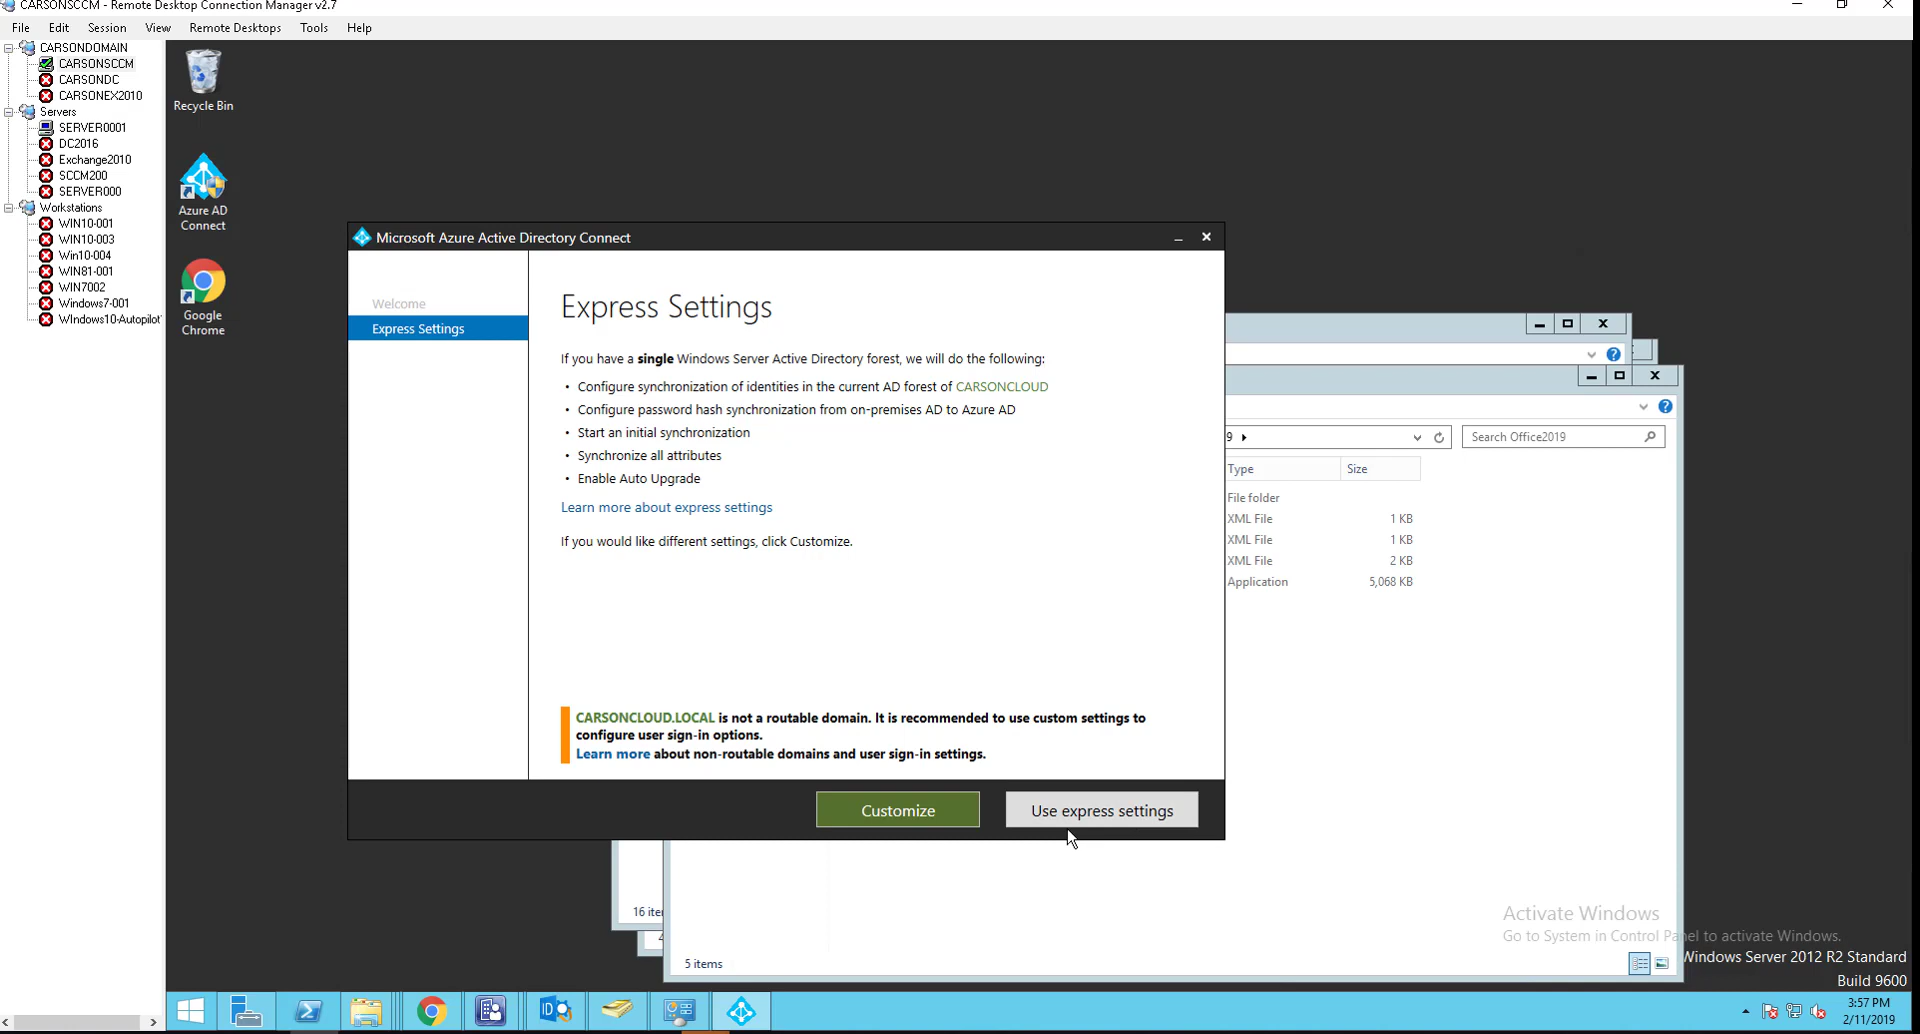 CARSONSCCM - Remote Desktop Connection Manager v2.7
File Edit Session View Remote Desktops Tools Help
CARSONDOMAIN
CARSONSCCM
CARSONDC
CARSONEX2010
Servers
SERVER0001
DC2016
Exchange2010
SCCM200
SERVER000
Workstations
WIN10-001
WIN10-003
Win10-004
WIN81-001
WIN7002
Windows7-001
WIndows10-Autopilot
Recycle Bin
Azure AD
Connect
Google
Chrome
Microsoft Azure Active Directory Connect
Welcome
Express Settings
Express Settings
If you have a single Windows Server Active Directory forest, we will do the following:
• Configure synchronization of identities in the current AD forest of CARSONCLOUD
• Configure password hash synchronization from on-premises AD to Azure AD
• Start an initial synchronization
• Synchronize all attributes
• Enable Auto Upgrade
Learn more about express settings
If you would like different settings, click Customize.
CARSONCLOUD.LOCAL is not a routable domain. It is recommended to use custom settings to
configure user sign-in options.
Learn more about non-routable domains and user sign-in settings.
Customize
Use express settings
9
Search Office2019
Type Size
File folder
XML File 1 KB
XML File 1 KB
XML File 2 KB
Application 5,068 KB
16 ite
4
5 items
Activate Windows
Go to System in Control Panel to activate Windows.
Windows Server 2012 R2 Standard
Build 9600
3:57 PM
2/11/2019